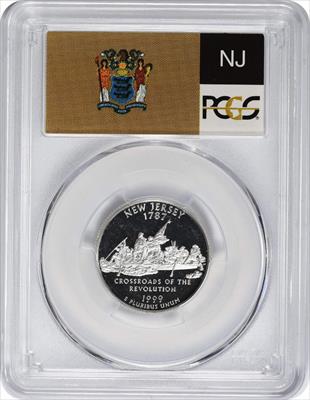 NJ
PCGS
NEW JERSEY
1787
CROSSROADS OF THE
REVOLUTION
1999
E PLURIBUS UNUM